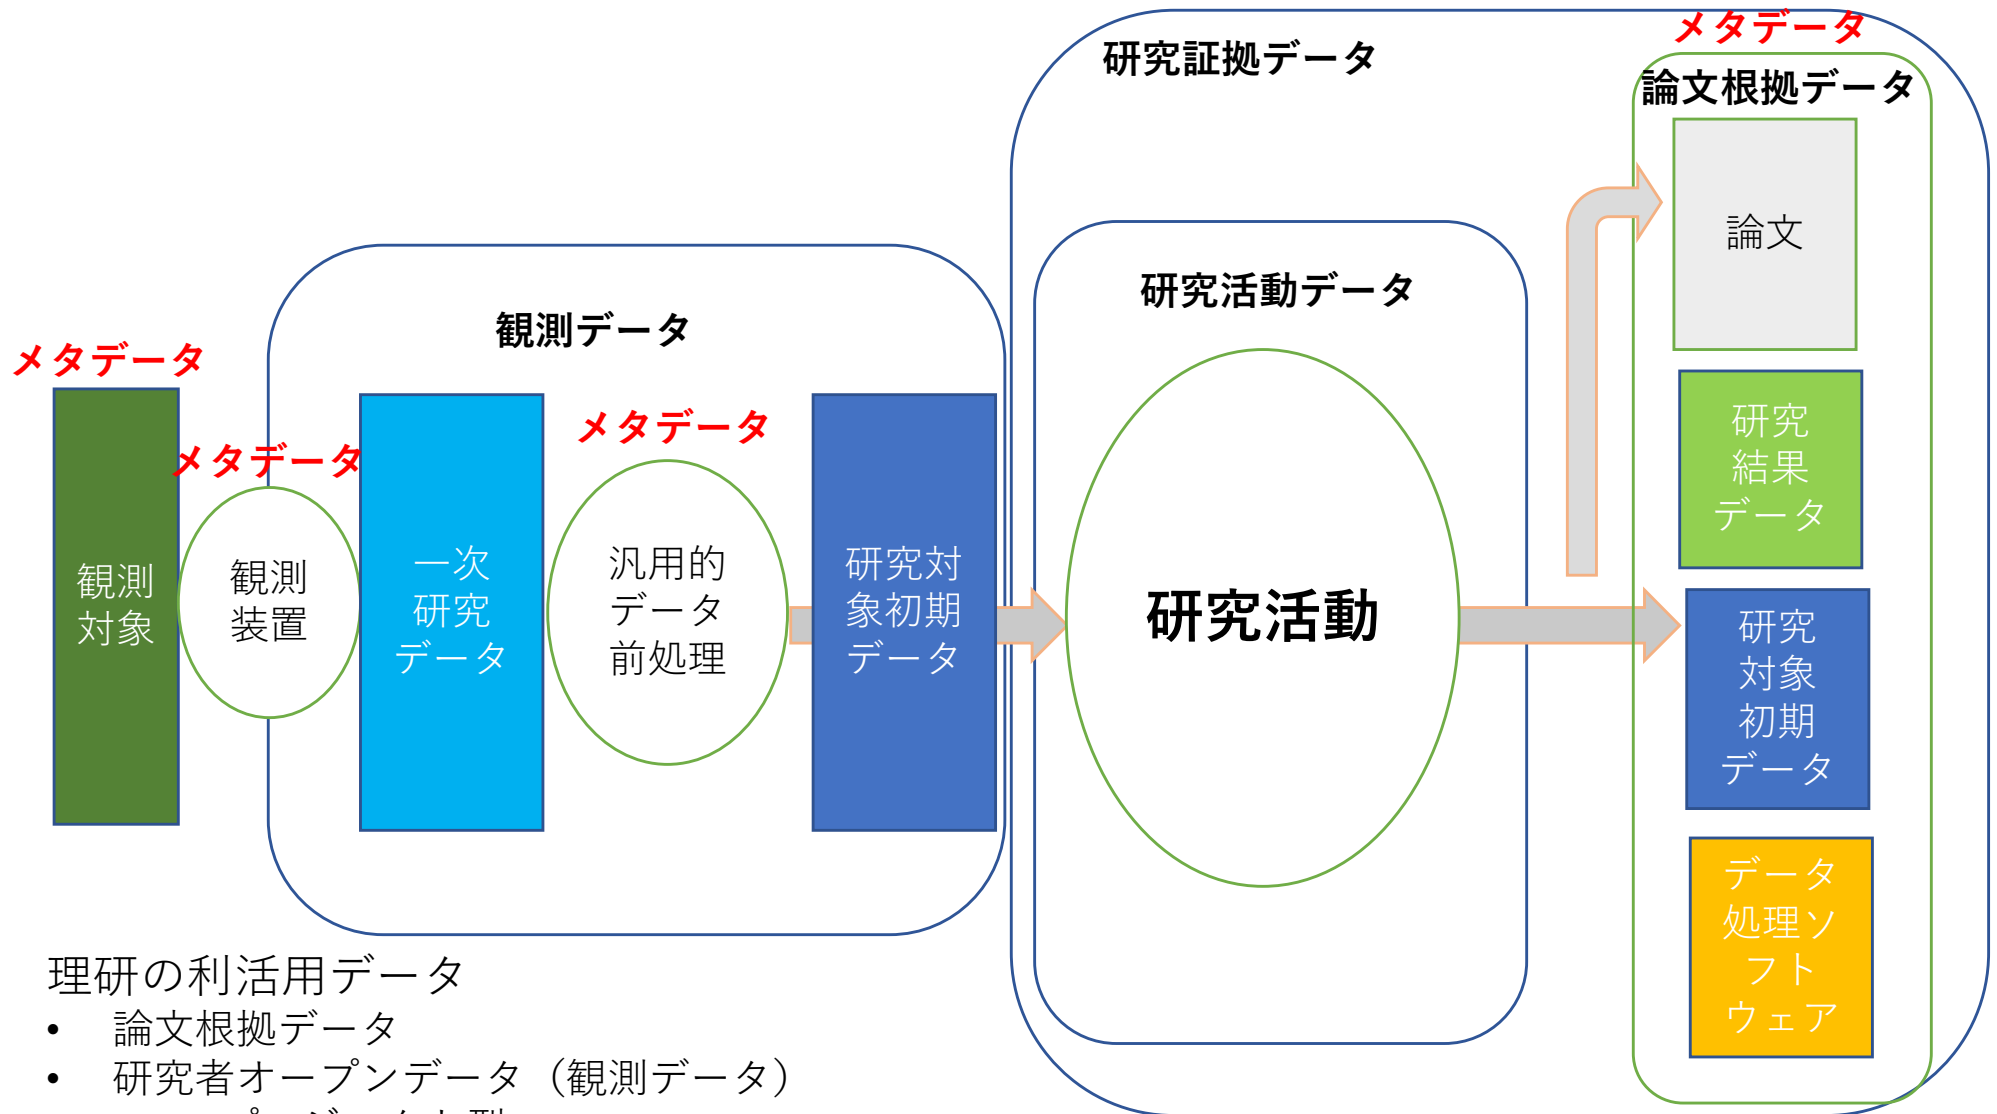 メタデータ
研究証拠データ
論文根拠データ
論文
研究活動データ
観測データ
メタデータ
メタデータ
メタデータ
観測
対象
観測
装置
一次
研究
データ
汎用的
データ
前処理
研究対
象初期
データ
研究活動
研究
結果
データ
研究
対象
初期
データ
データ
処理ソ
フト
ウェア
理研の利活用データ
• 論文根拠データ
• 研究者オープンデータ（観測データ）